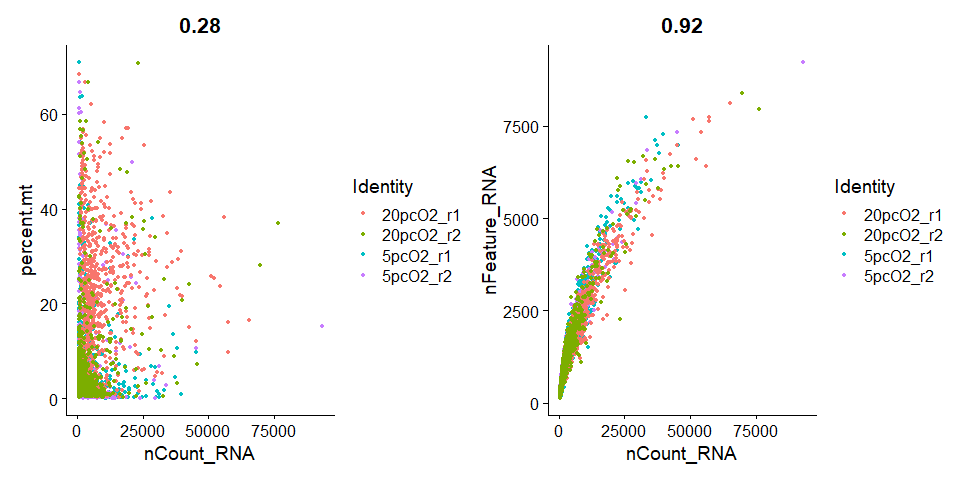 0.28
percent.mt
60
40
20
0
0 25000 50000 75000
nCount_RNA
Identity
20pcO2_r1
20pcO2_r2
5pcO2_r1
5pcO2_r2
0.92
nFeature_RNA
7500
5000
2500
0
0 25000 50000 75000
nCount_RNA
Identity
20pcO2_r1
20pcO2_r2
5pcO2_r1
5pcO2_r2